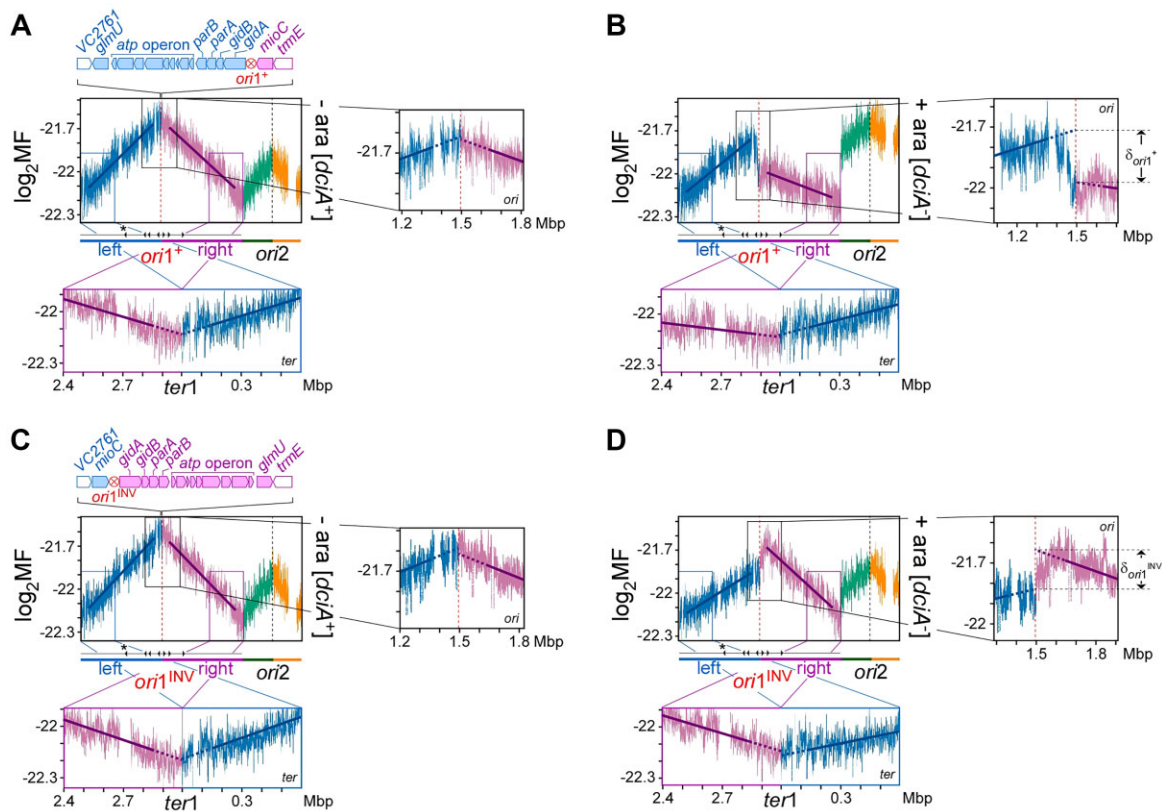 A
VC2761
glmU
atp operon
parB
parA
gidB
gidA
mioC
trmE
ori1+
log2MF
-21.7
-22
-22.3
- ara [dciA+]
-21.7
ori
1.2 1.5 1.8 Mbp
*
left ori1+ right ori2
-22
-22.3
ter
2.4 2.7 ter1 0.3 Mbp
B
log2MF
-21.7
-22
-22.3
+ ara [dciA-]
ori
-21.7
-22
δori1+
1.2 1.5 Mbp
*
left ori1+ right ori2
-22
-22.3
ter
2.4 2.7 ter1 0.3 Mbp
C
VC2761
mioC
gidA
gidB
parA
parB
atp operon
glmU
trmE
ori1INV
log2MF
-21.7
-22
-22.3
- ara [dciA+]
-21.7
ori
1.2 1.5 1.8 Mbp
*
left ori1INV right ori2
-22
-22.3
ter
2.4 2.7 ter1 0.3 Mbp
D
log2MF
-21.7
-22
-22.3
+ ara [dciA-]
ori
-21.7
-22
δori1INV
1.5 1.8 Mbp
*
left ori1INV right ori2
-22
-22.3
ter
2.4 2.7 ter1 0.3 Mbp